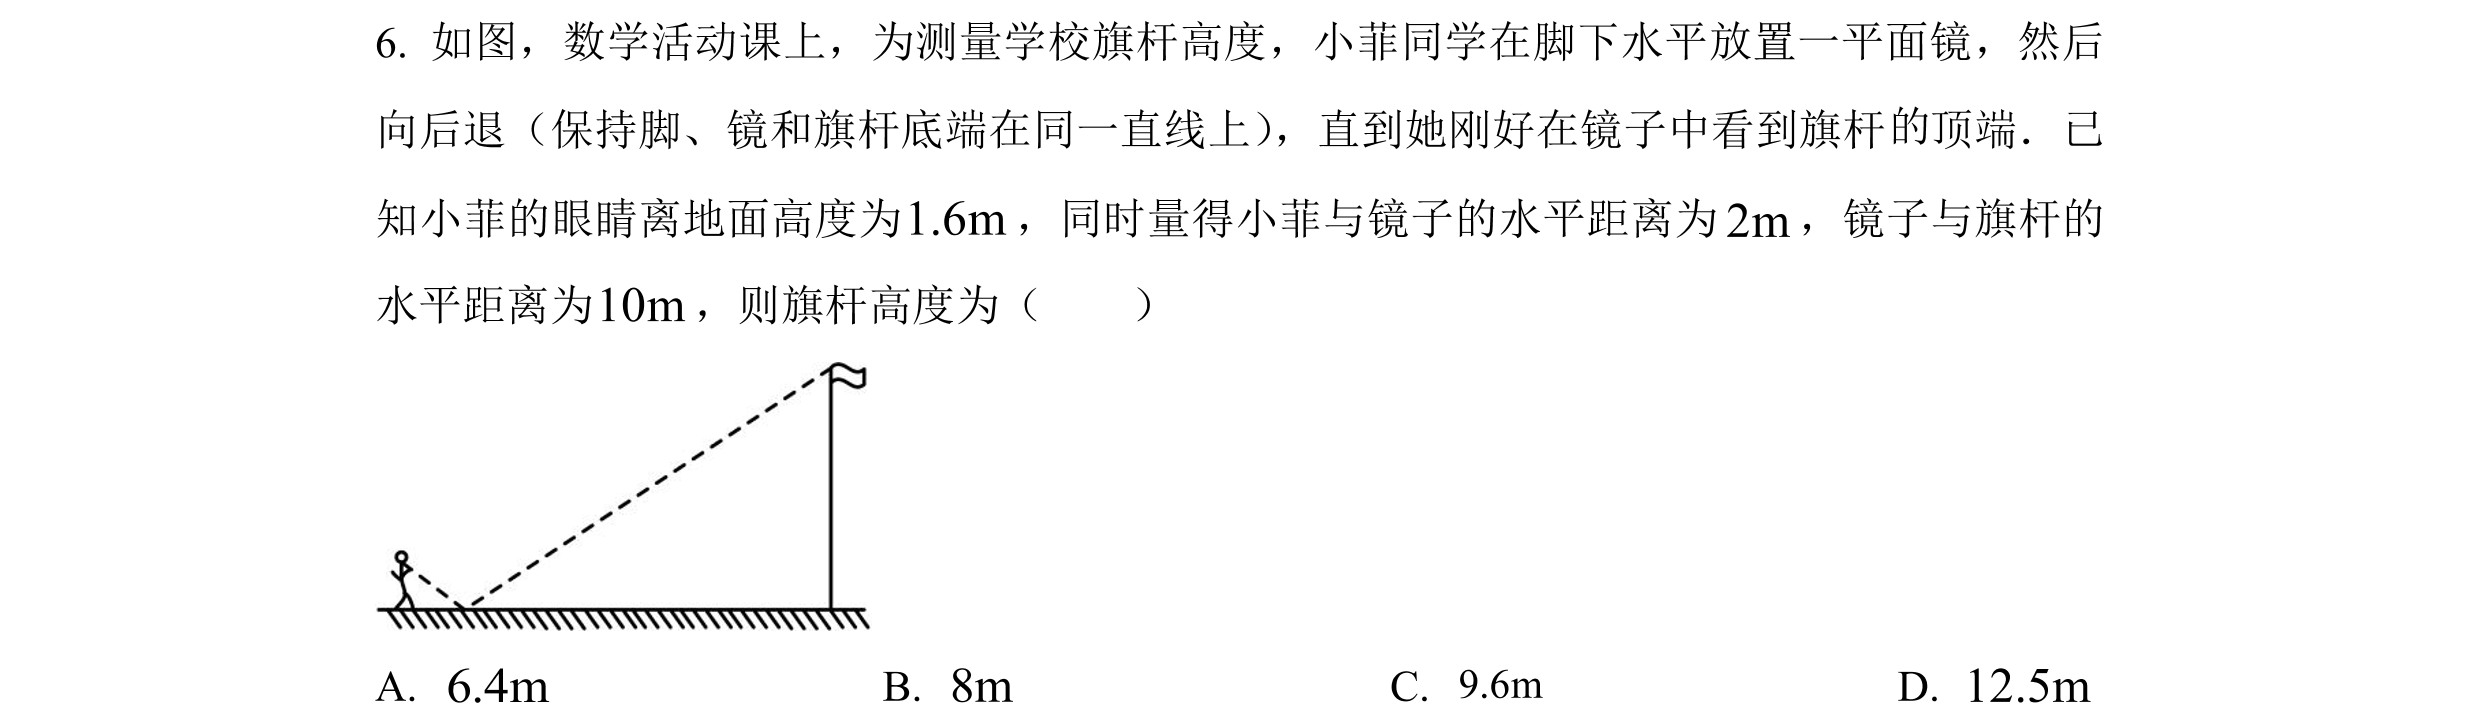 6. 如图，数学活动课上，为测量学校旗杆高度，小菲同学在脚下水平放置一平面镜，然后
向后退（保持脚、镜和旗杆底端在同一直线上），直到她刚好在镜子中看到旗杆的顶端．已
知小菲的眼睛离地面高度为1.6m，同时量得小菲与镜子的水平距离为2m，镜子与旗杆的
水平距离为10m，则旗杆高度为（　　）
A. 6.4m B. 8m C. 9.6m D. 12.5m